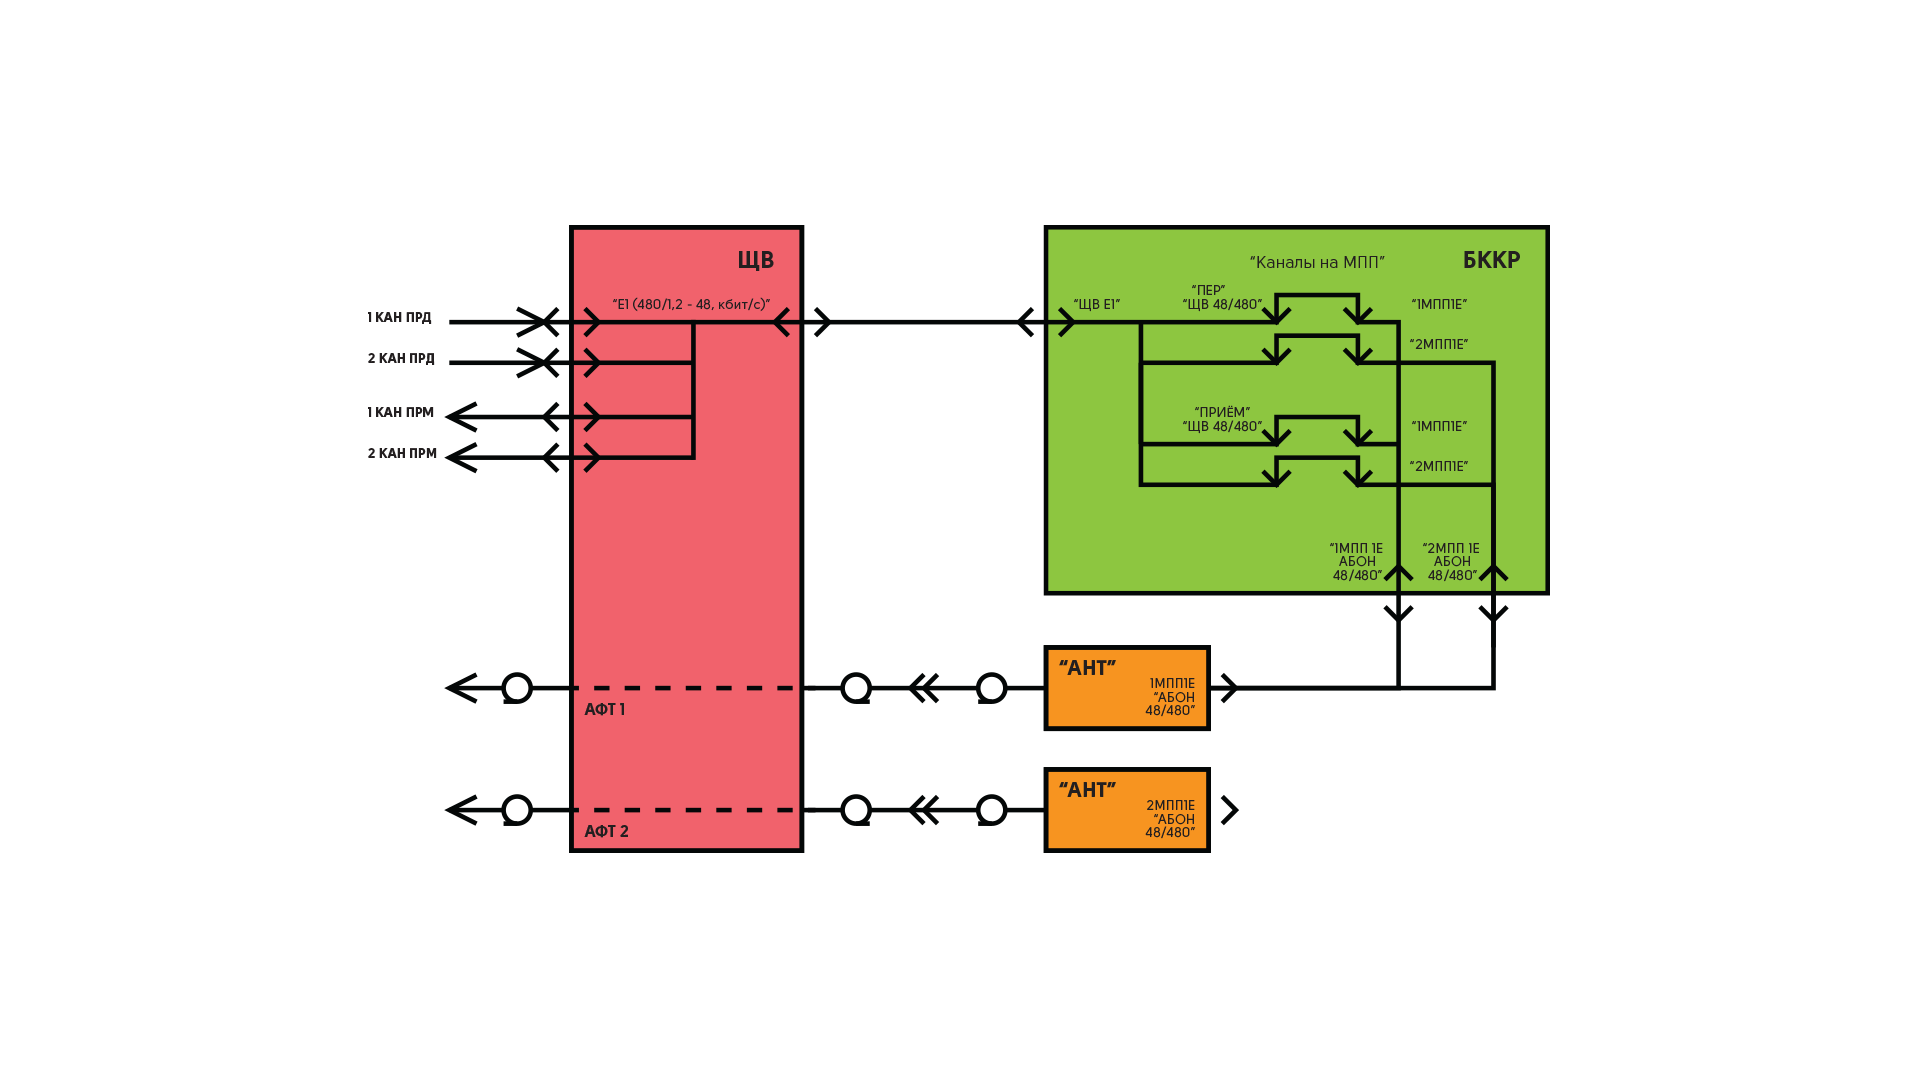 ЩВ
“Е1 (480/1,2 - 48, кбит/с)”
1 КАН ПРД
2 КАН ПРД
1 КАН ПРМ
2 КАН ПРМ
АФТ 1
АФТ 2
“Каналы на МПП”
БККР
“ЩВ Е1”
“ПЕР”
“ЩВ 48/480”
“1МПП1Е”
“2МПП1Е”
“ПРИЁМ”
“ЩВ 48/480”
“1МПП1Е”
“2МПП1Е”
“1МПП 1Е
АБОН
48/480”
“2МПП 1Е
АБОН
48/480”
“АНТ”
1МПП1Е
“АБОН
48/480”
“АНТ”
2МПП1Е
“АБОН
48/480”